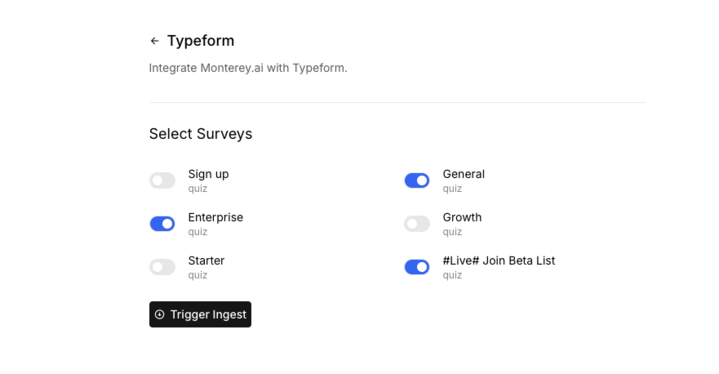 Typeform
Integrate Monterey.ai with Typeform.
Select Surveys
Sign up
quiz
General
quiz
Enterprise
quiz
Growth
quiz
Starter
quiz
#Live# Join Beta List
quiz
Trigger Ingest